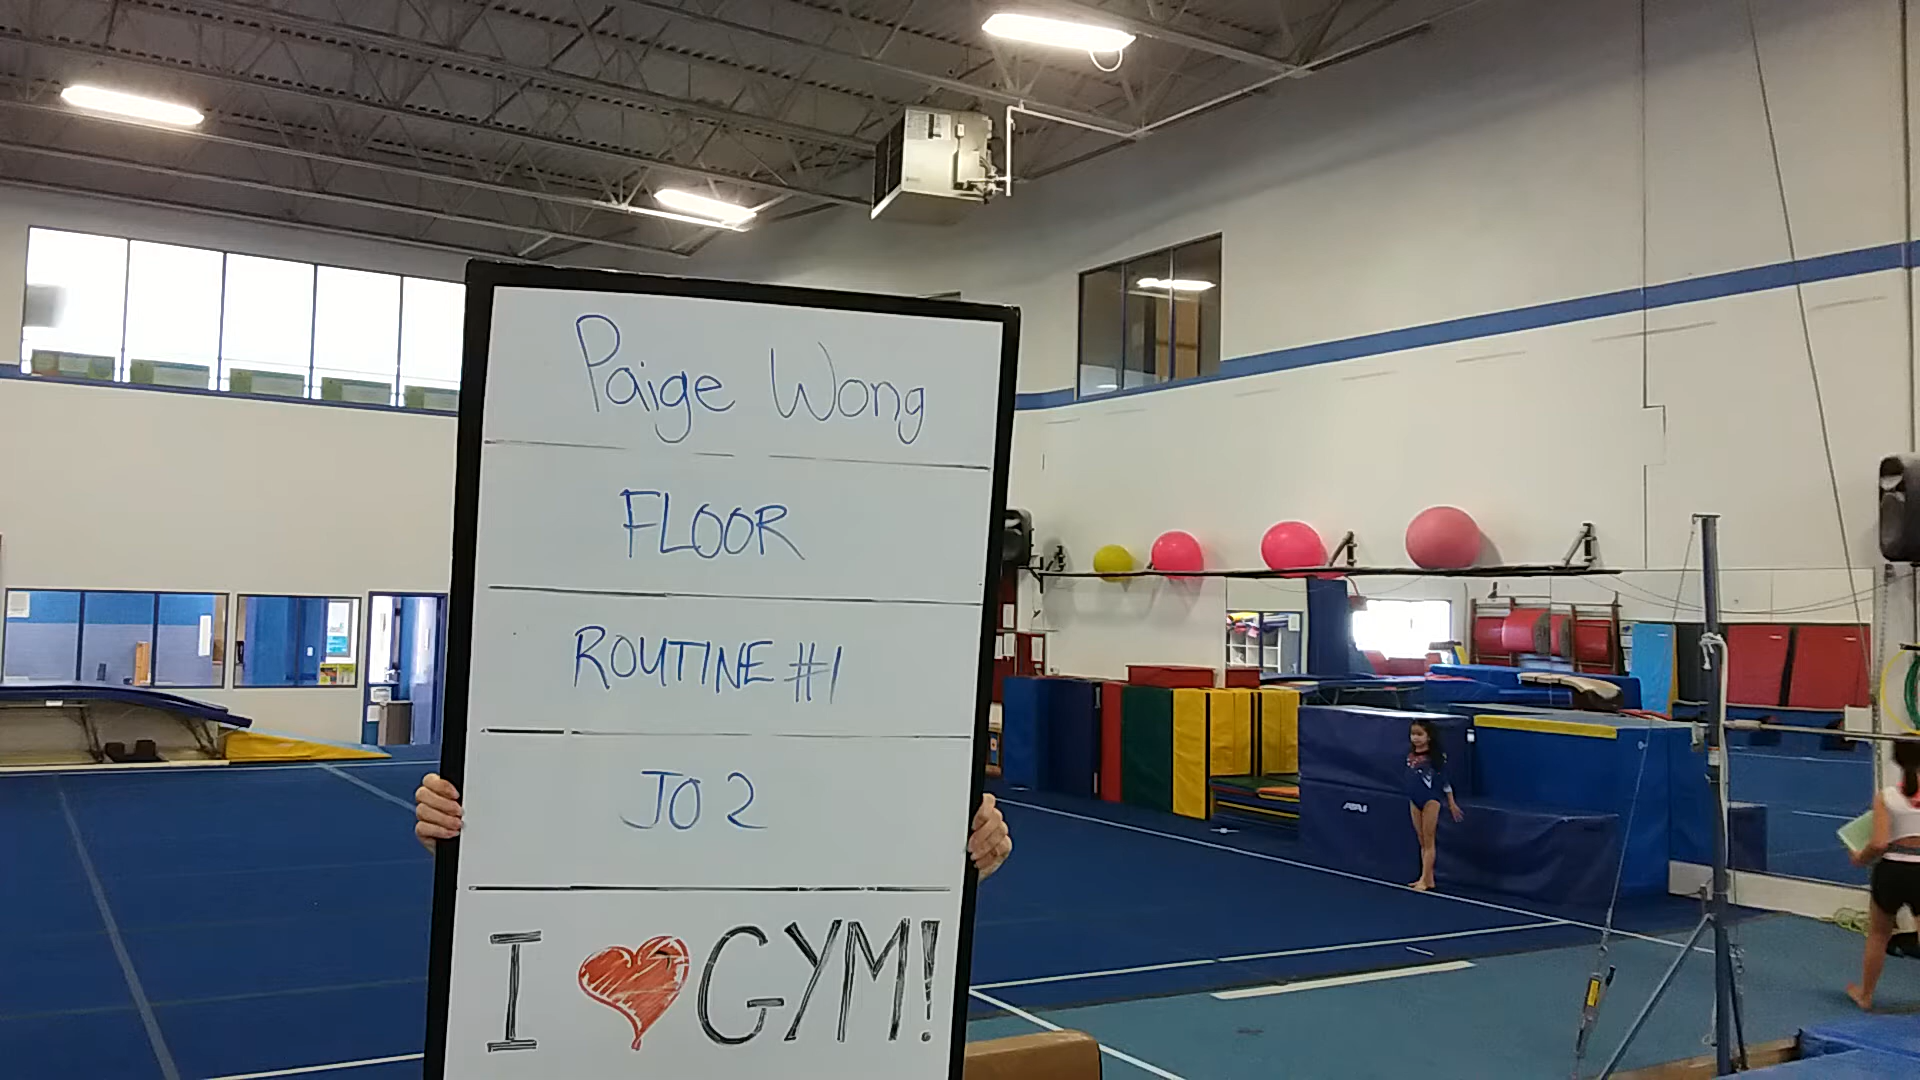 Paige Wong
FLOOR
ROUTINE #1
JO 2
I ❤ GYM!